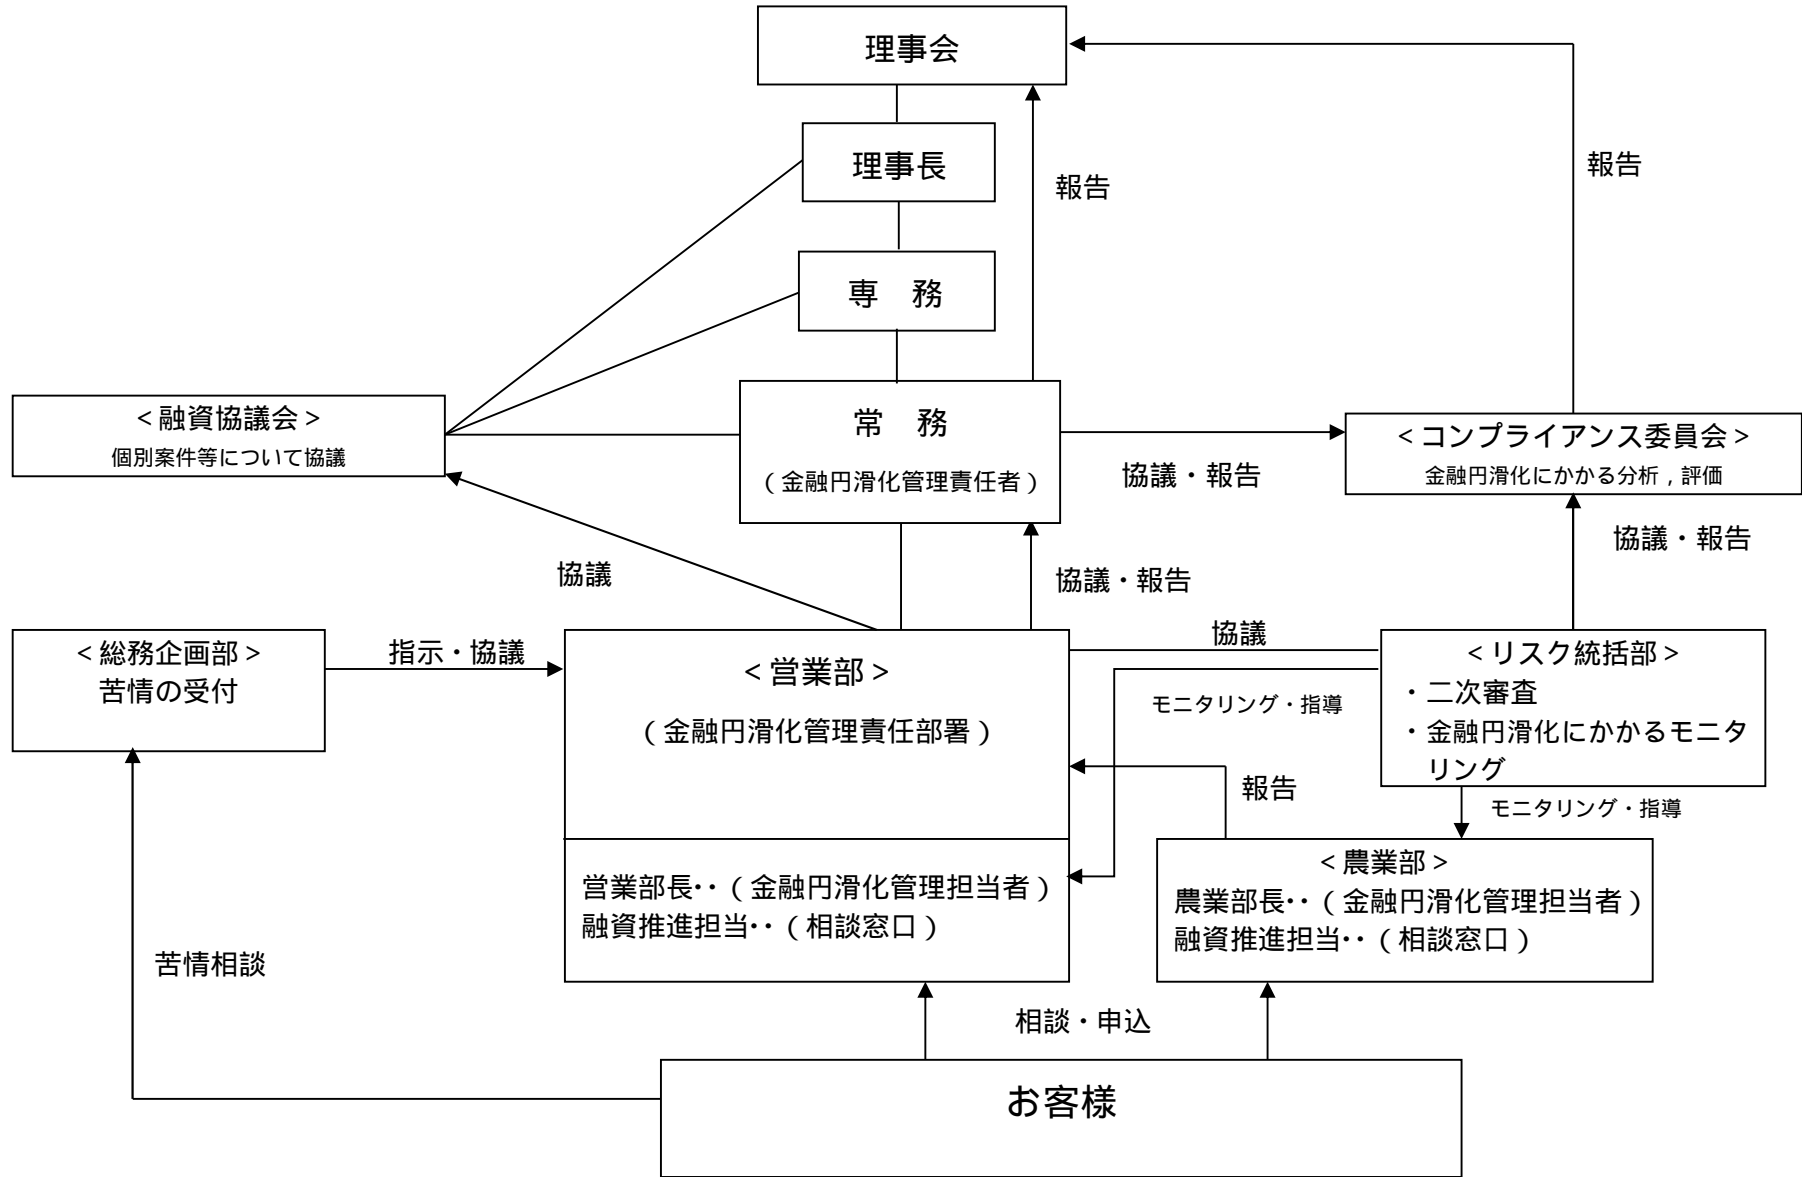 理事会
理事長
報告
報告
専　務
＜融資協議会＞
個別案件等について協議
常　務
（金融円滑化管理責任者）
協議・報告
＜コンプライアンス委員会＞
金融円滑化にかかる分析，評価
協議
協議・報告
協議・報告
＜総務企画部＞
苦情の受付
指示・協議
＜営業部＞
（金融円滑化管理責任部署）
協議
モニタリング・指導
＜リスク統括部＞
・二次審査
・金融円滑化にかかるモニタ
リング
報告
モニタリング・指導
営業部長‥（金融円滑化管理担当者）
融資推進担当‥（相談窓口）
＜農業部＞
農業部長‥（金融円滑化管理担当者）
融資推進担当‥（相談窓口）
苦情相談
相談・申込
お客様